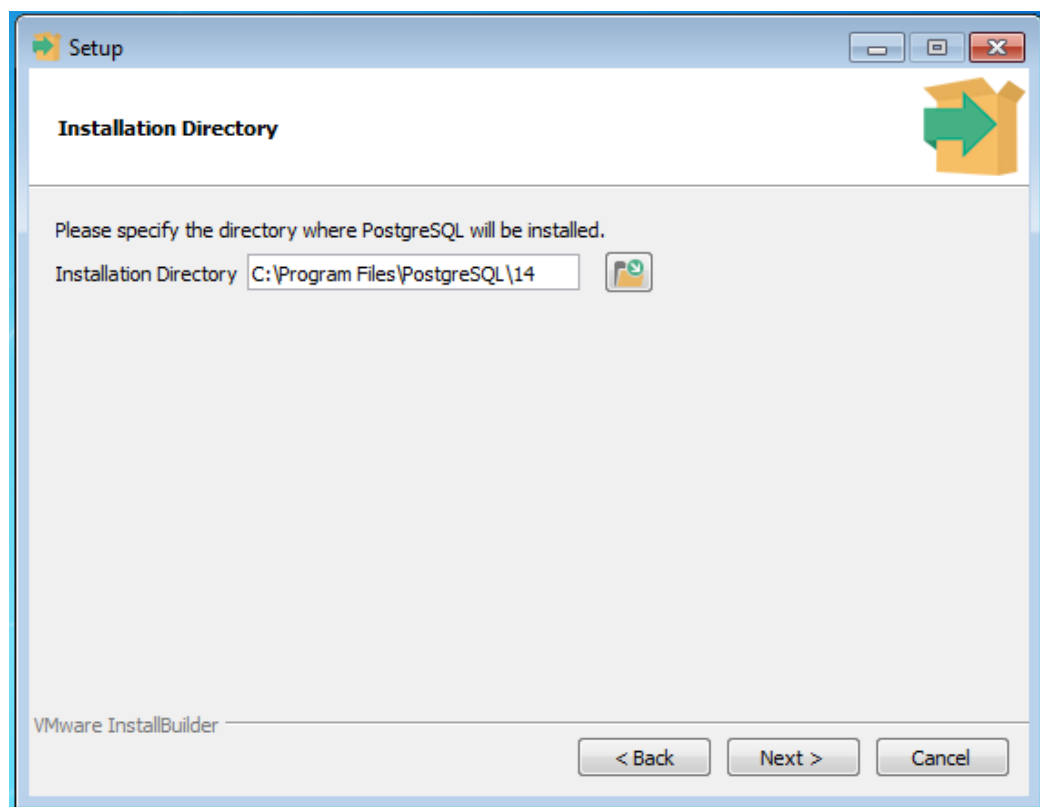 Setup
Installation Directory
Please specify the directory where PostgreSQL will be installed.
Installation Directory C:\Program Files\PostgreSQL\14
VMware InstallBuilder
< Back Next > Cancel